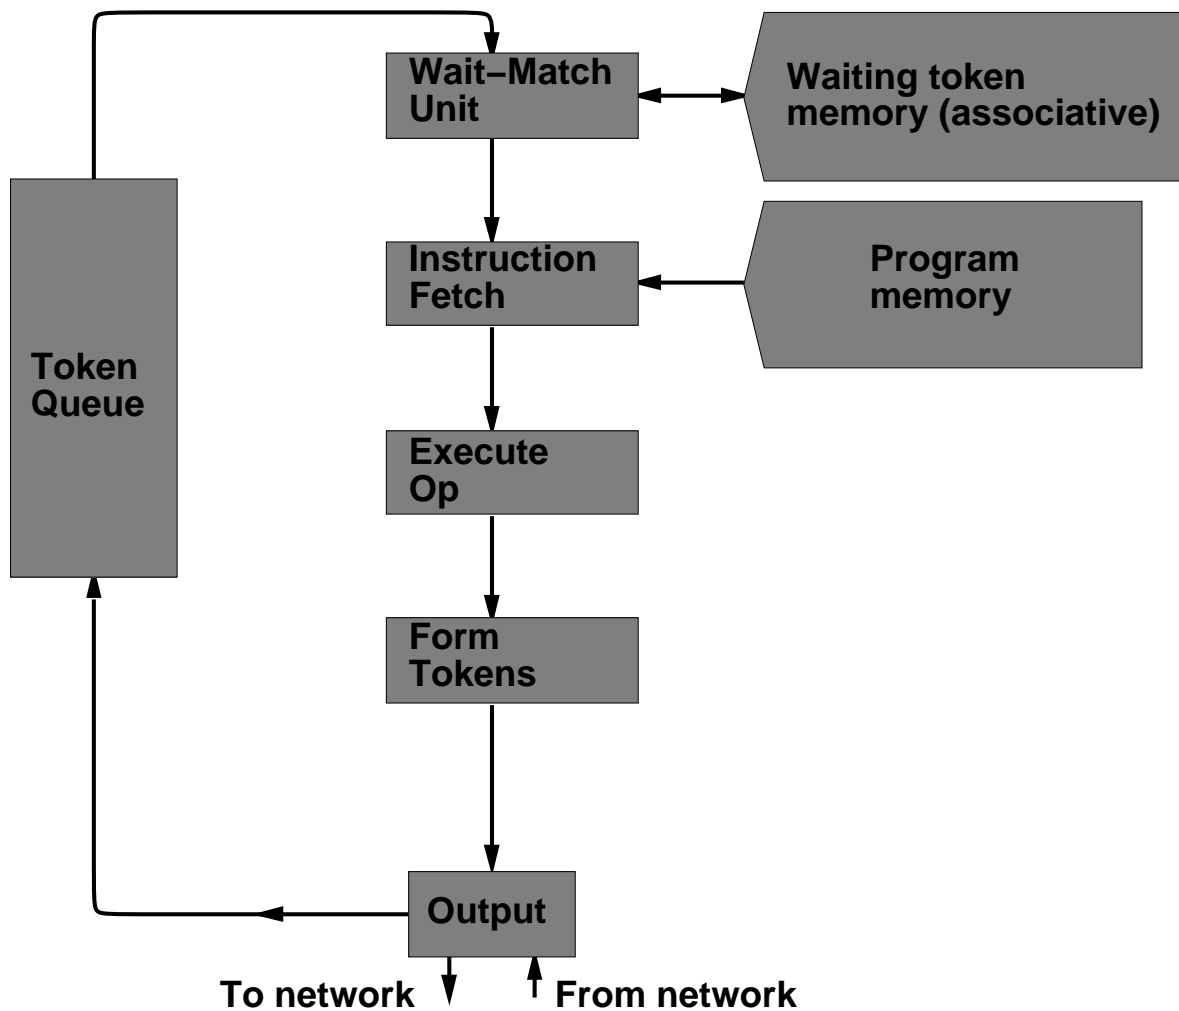 Wait–Match
Unit
Waiting token
memory (associative)
Instruction
Fetch
Program
memory
Token
Queue
Execute
Op
Form
Tokens
Output
To network
From network